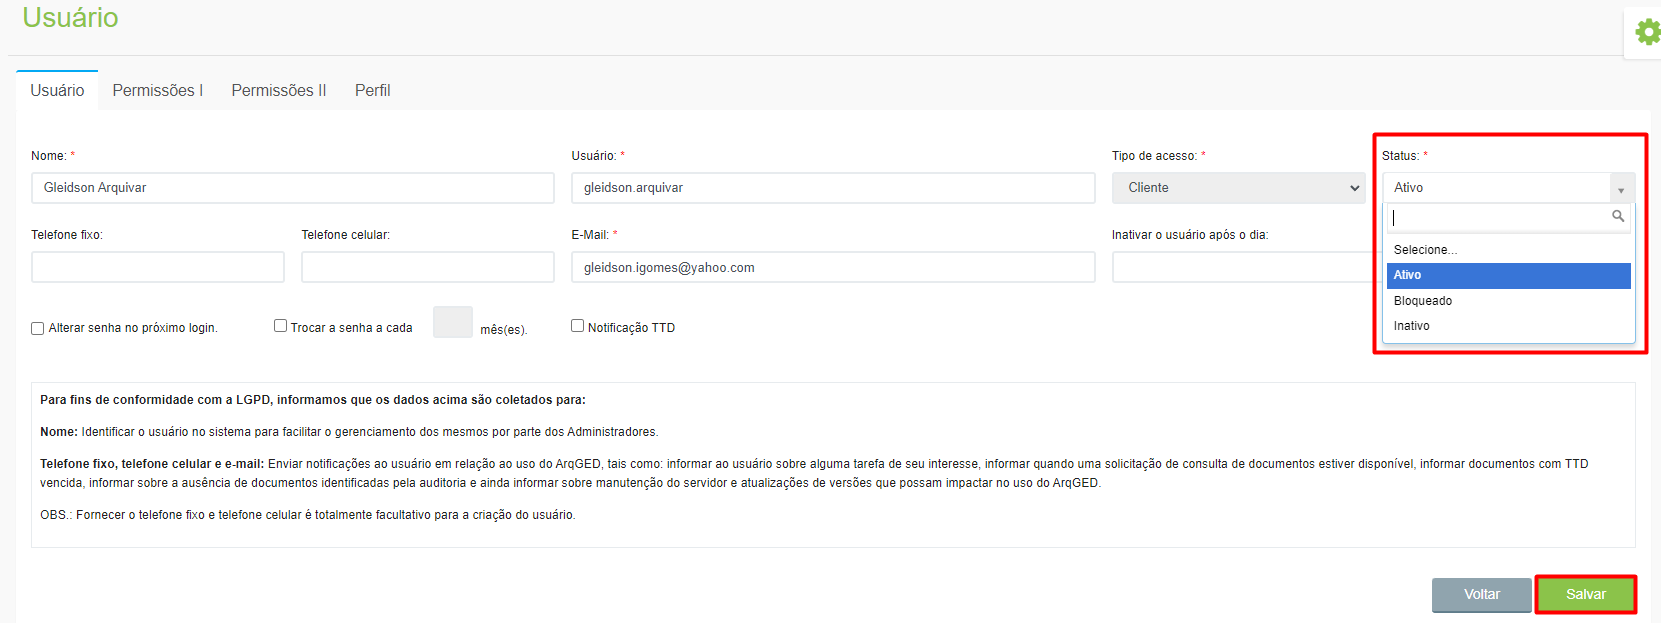 Usuário
Usuário Permissões I Permissões II Perfil
Nome: * Usuário: * Tipo de acesso: * Status: *
Gleidson Arquivar gleidson.arquivar Cliente Ativo
Telefone fixo: Telefone celular: E-Mail: * Inativar o usuário após o dia:
gleidson.igomes@yahoo.com
Selecione...
Ativo
Bloqueado
Inativo
Alterar senha no próximo login. Trocar a senha a cada mês(es). Notificação TTD
Para fins de conformidade com a LGPD, informamos que os dados acima são coletados para:
Nome: Identificar o usuário no sistema para facilitar o gerenciamento dos mesmos por parte dos Administradores.
Telefone fixo, telefone celular e e-mail: Enviar notificações ao usuário em relação ao uso do ArqGED, tais como: informar ao usuário sobre alguma tarefa de seu interesse, informar quando uma solicitação de consulta de documentos estiver disponível, informar documentos com TTD
vencida, informar sobre a ausência de documentos identificadas pela auditoria e ainda informar sobre manutenção do servidor e atualizações de versões que possam impactar no uso do ArqGED.
OBS.: Fornecer o telefone fixo e telefone celular é totalmente facultativo para a criação do usuário.
Voltar Salvar